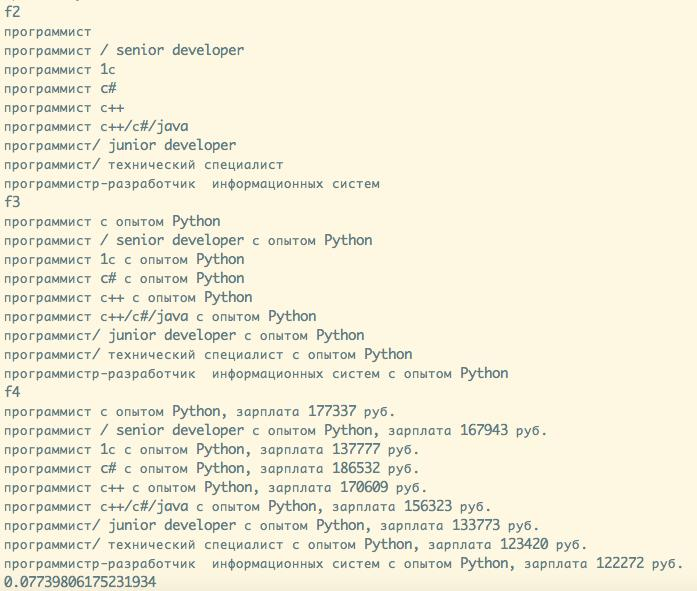 f2
программист
программист / senior developer
программист 1c
программист c#
программист c++
программист c++/c#/java
программист/ junior developer
программист/ технический специалист
программистр-разработчик  информационных систем
f3
программист с опытом Python
программист / senior developer с опытом Python
программист 1c с опытом Python
программист c# с опытом Python
программист c++ с опытом Python
программист c++/c#/java с опытом Python
программист/ junior developer с опытом Python
программист/ технический специалист с опытом Python
программистр-разработчик  информационных систем с опытом Python
f4
программист с опытом Python, зарплата 177337 руб.
программист / senior developer с опытом Python, зарплата 167943 руб.
программист 1c с опытом Python, зарплата 137777 руб.
программист c# с опытом Python, зарплата 186532 руб.
программист c++ с опытом Python, зарплата 170609 руб.
программист c++/c#/java с опытом Python, зарплата 156323 руб.
программист/ junior developer с опытом Python, зарплата 133773 руб.
программист/ технический специалист с опытом Python, зарплата 123420 руб.
программистр-разработчик  информационных систем с опытом Python, зарплата 122272 руб.
0.07739806175231934